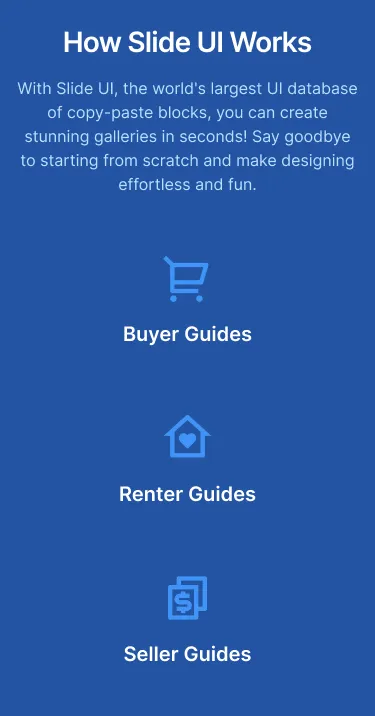 How Slide UI Works
With Slide UI, the world's largest UI database
of copy-paste blocks, you can create
stunning galleries in seconds! Say goodbye
to starting from scratch and make designing
effortless and fun.
Buyer Guides
Renter Guides
$
Seller Guides